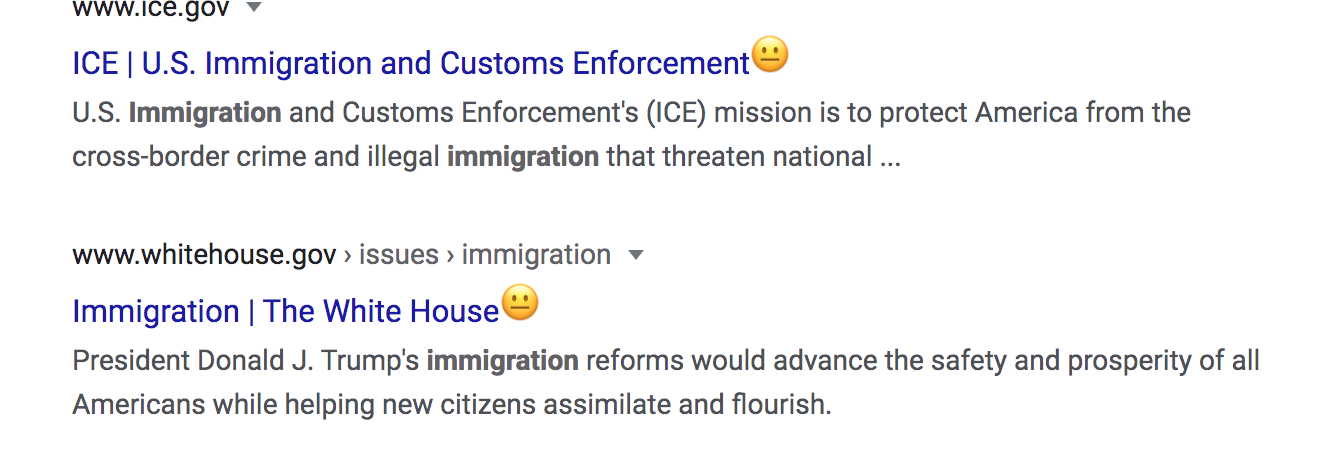 www.ice.gov
ICE | U.S. Immigration and Customs Enforcement😐
U.S. Immigration and Customs Enforcement's (ICE) mission is to protect America from the
cross-border crime and illegal immigration that threaten national ...
www.whitehouse.gov › issues › immigration
Immigration | The White House😐
President Donald J. Trump's immigration reforms would advance the safety and prosperity of all
Americans while helping new citizens assimilate and flourish.